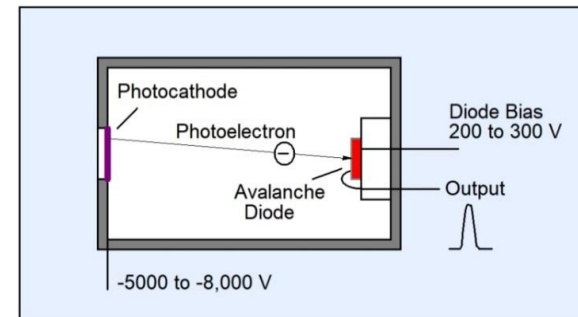 Photocathode
Photoelectron
Avalanche
Diode
Diode Bias
200 to 300 V
Output
-5000 to -8,000 V